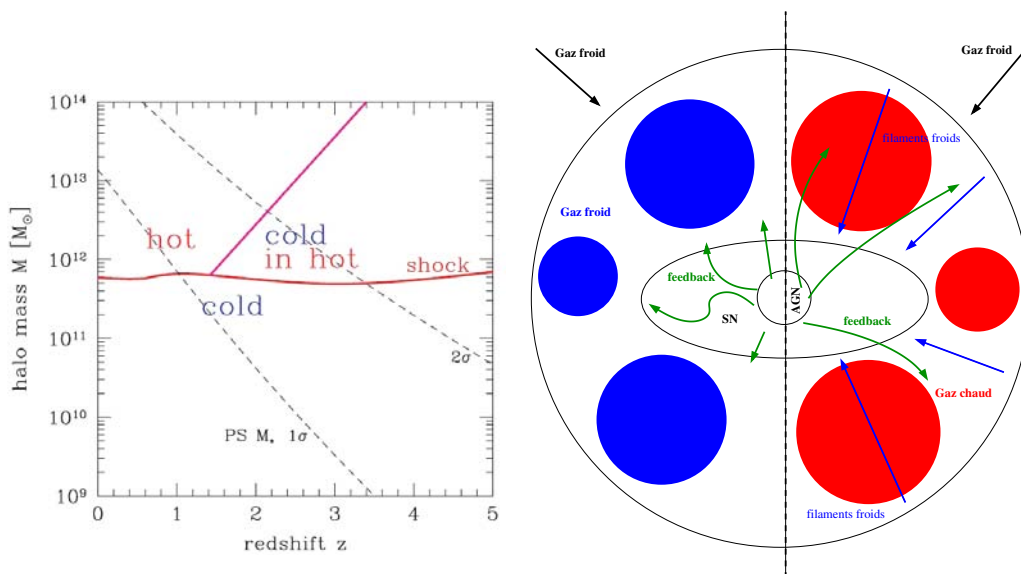 halo mass M [M⊙]
10¹⁴
10¹³
10¹²
10¹¹
10¹⁰
10⁹
hot
cold
in hot
shock
cold
2σ
PS M, 1σ
0
1
2
3
4
5
redshift z
Gaz froid
Gaz froid
filaments froids
Gaz froid
feedback
AGN
SN
feedback
Gaz chaud
filaments froids